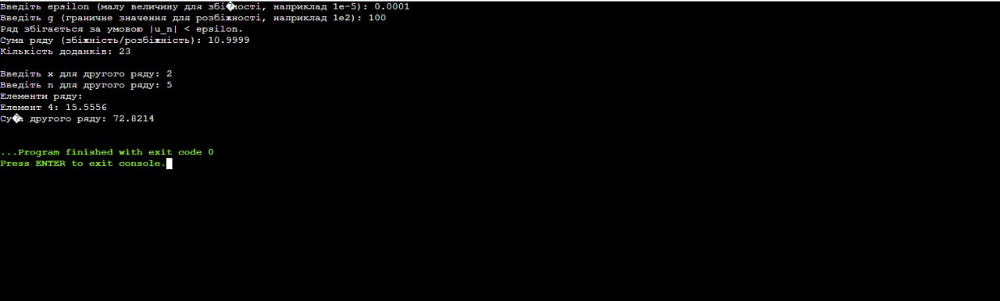 Введіть epsilon (малу величину для збі�ності, наприклад 1e-5): 0.0001
Введіть g (граничне значення для розбіжності, наприклад 1e2): 100
Ряд збігається за умовою |u_n| < epsilon.
Сума ряду (збіжність/розбіжність): 10.9999
Кількість доданків: 23
Введіть x для другого ряду: 2
Введіть n для другого ряду: 5
Елементи ряду:
Елемент 4: 15.5556
Су�а другого ряду: 72.8214
...Program finished with exit code 0
Press ENTER to exit console.